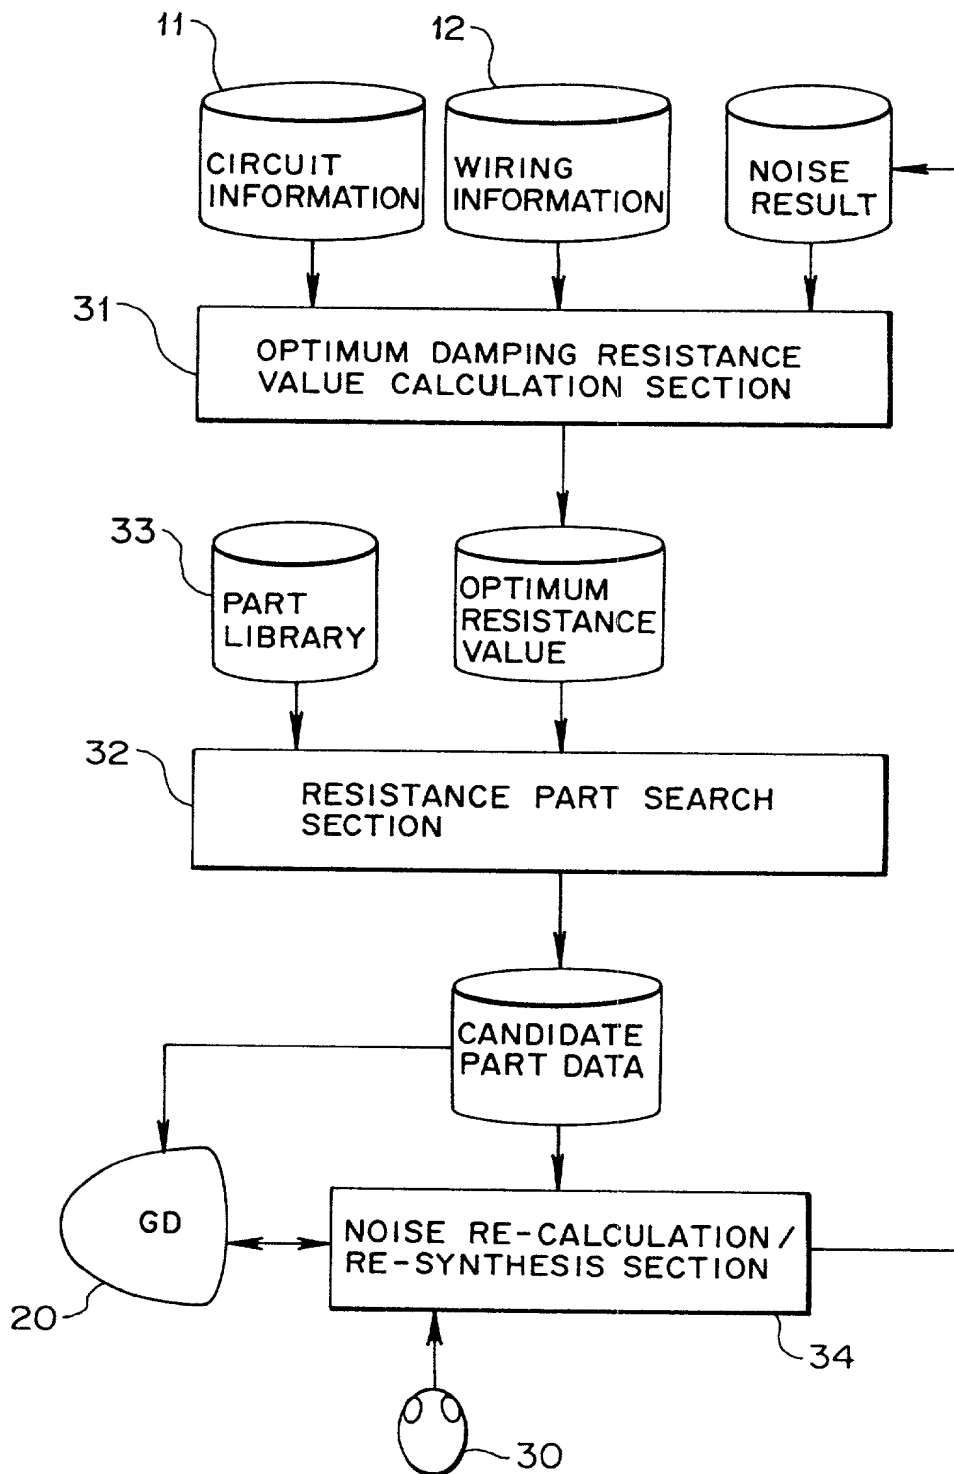 11
12
CIRCUIT
INFORMATION
WIRING
INFORMATION
NOISE
RESULT
31
OPTIMUM DAMPING RESISTANCE
VALUE CALCULATION SECTION
33
PART
LIBRARY
OPTIMUM
RESISTANCE
VALUE
32
RESISTANCE PART SEARCH
SECTION
CANDIDATE
PART DATA
GD
NOISE RE-CALCULATION/
RE-SYNTHESIS SECTION
20
34
30